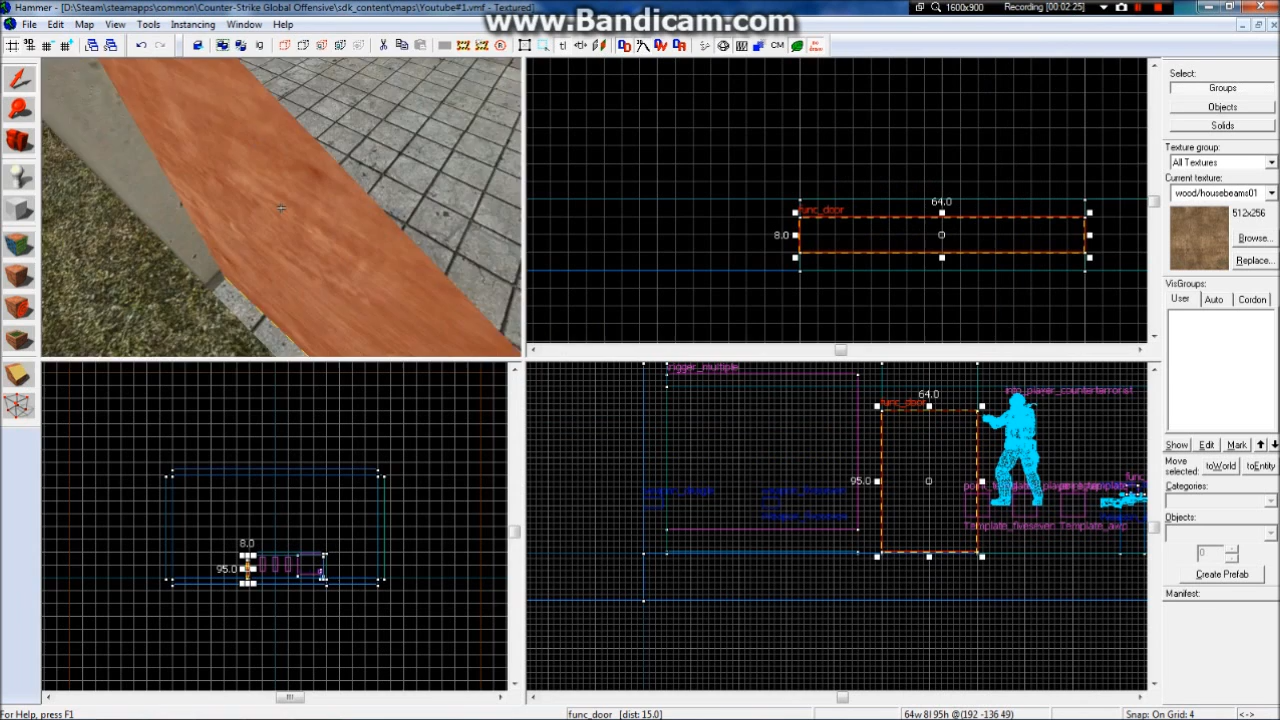 www.Bandicam.com
Hammer - [D:\Steam\steamapps\common\Counter-Strike Global Offensive\sdk_content\maps\Youtube#1.vmf - Textured]
1600x900
Recording [00:02:25]
File Edit Map View Tools Instancing Window Help
CM
Select:
Groups
Objects
Solids
Texture group:
All Textures
Current texture:
wood/housebeams01
512x256
Browse...
Replace...
VisGroups:
User Auto Cordon
Show Edit Mark
Move selected:
toWorld toEntity
Categories:
Objects:
0
Create Prefab
Manifest:
func_door
64.0
8.0
8.0
95.0
trigger_multiple
func_door
64.0
95.0
info_player_counterterrorist
Template_fiveseven
Template_awp
For Help, press F1
func_door [dist: 15.0]
64w 8l 95h @(192 -136 49)
Snap: On Grid: 4
<->